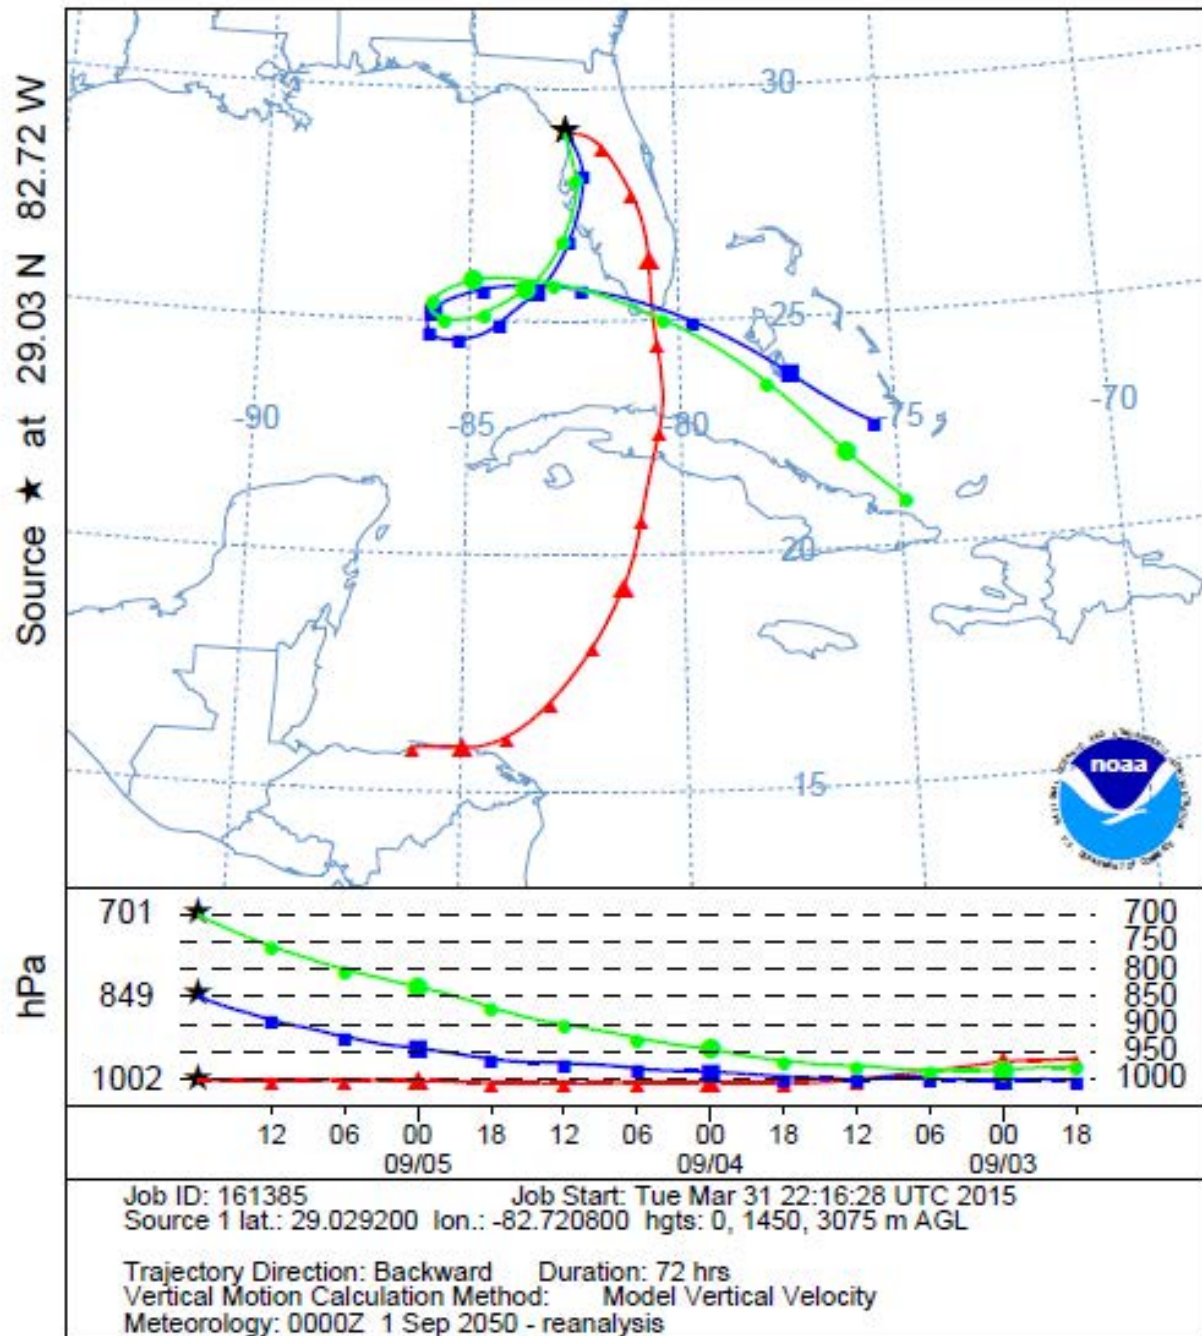 Source ★ at 29.03 N 82.72 W
30
25
-90
-85
-80
-75
-70
20
15
noaa
hPa
701
849
1002
700
750
800
850
900
950
1000
12 06 00 18 12 06 00 18 12 06 00 18
09/05 09/04 09/03
Job ID: 161385 Job Start: Tue Mar 31 22:16:28 UTC 2015
Source 1 lat.: 29.029200 lon.: -82.720800 hgts: 0, 1450, 3075 m AGL
Trajectory Direction: Backward Duration: 72 hrs
Vertical Motion Calculation Method: Model Vertical Velocity
Meteorology: 0000Z 1 Sep 2050 - reanalysis